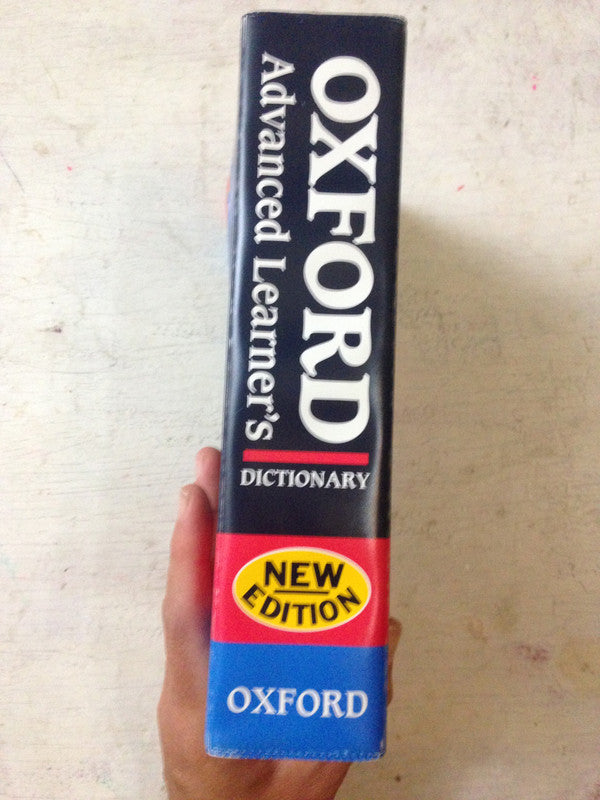 OXFORD
Advanced Learner's
DICTIONARY
NEW
EDITION
OXFORD